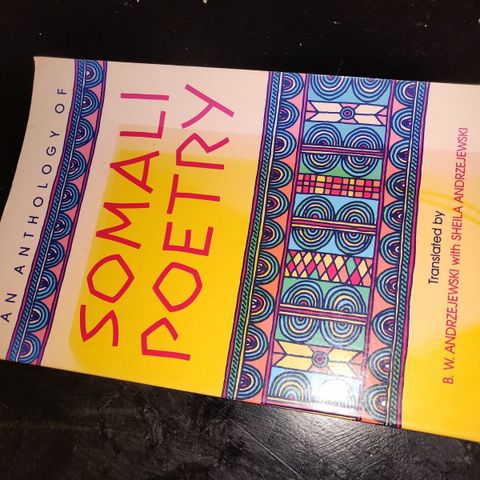 AN ANTHOLOGY OF
SOMALI
POETRY
Translated by
B. W. ANDRZEJEWSKI with SHEILA ANDRZEJEWSKI